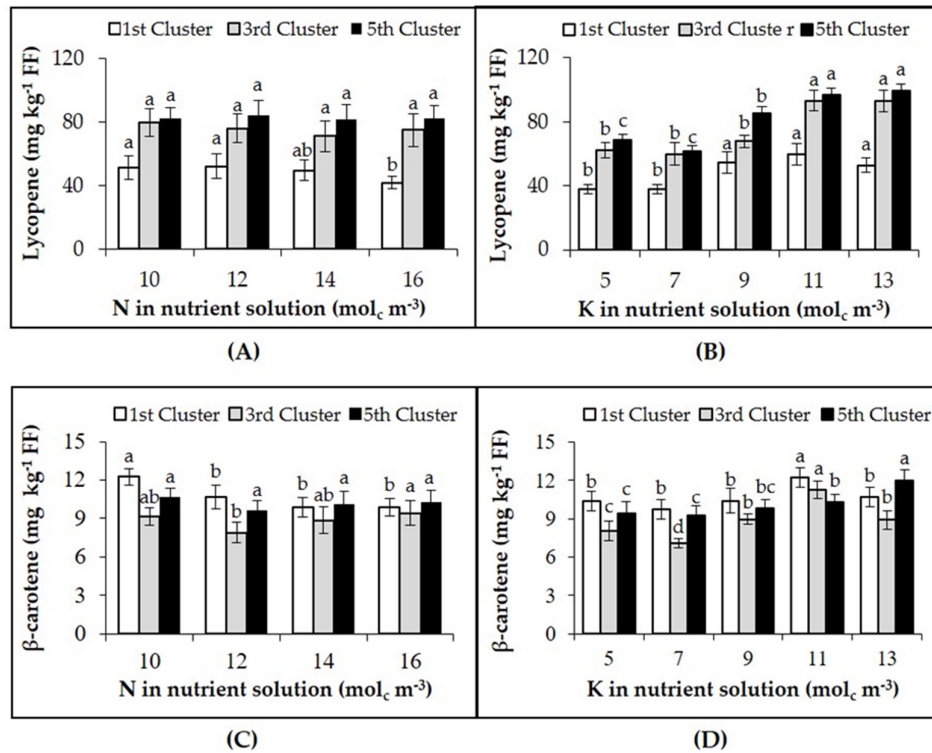 1st Cluster 3rd Cluster 5th Cluster
Lycopene (mg kg-1 FF)
120
80
40
0
a a a
a a a
ab a a
b a a
10 12 14 16
N in nutrient solution (molc m-3)
(A)
1st Cluster 3rd Cluste r 5th Cluster
Lycopene (mg kg-1 FF)
120
80
40
0
b b c
b b c
a b b
a a a
a a a
5 7 9 11 13
K in nutrient solution (molc m-3)
(B)
1st Cluster 3rd Cluster 5th Cluster
β-carotene (mg kg-1 FF)
15
12
9
6
3
0
a ab a
b b a
b ab a
b a a
10 12 14 16
N in nutrient solution (molc m-3)
(C)
1st Cluster 3rd Cluster 5th Cluster
β-carotene (mg kg-1 FF)
15
12
9
6
3
0
b c c
b d c
b b bc
a a b
b b a
5 7 9 11 13
K in nutrient solution (molc m-3)
(D)